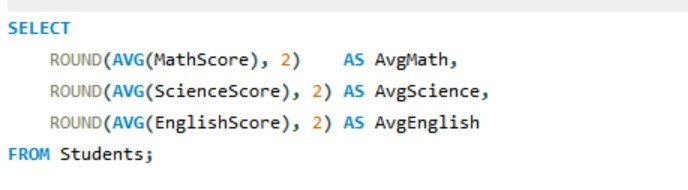 SELECT
    ROUND(AVG(MathScore), 2)    AS AvgMath,
    ROUND(AVG(ScienceScore), 2) AS AvgScience,
    ROUND(AVG(EnglishScore), 2) AS AvgEnglish
FROM Students;